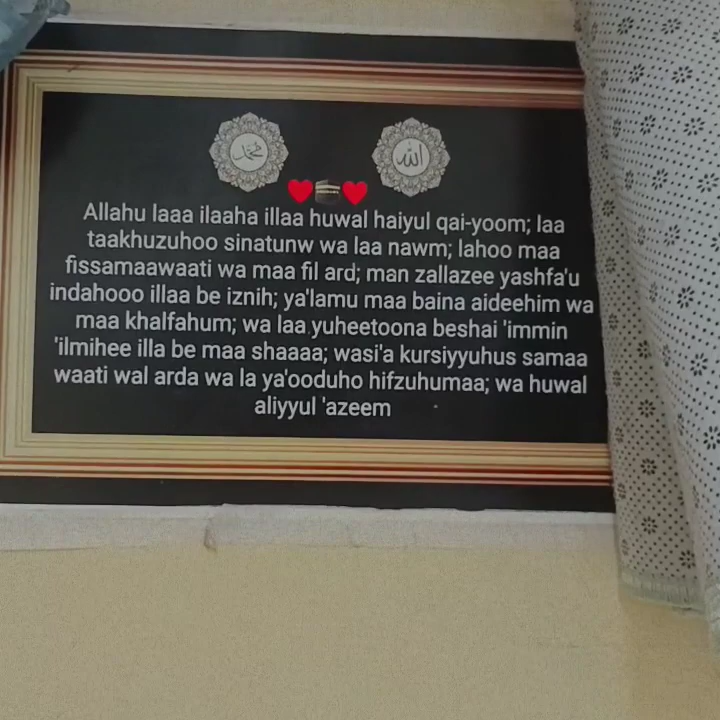 محمد الله
Allahu laaa ilaaha illaa huwal haiyul qai-yoom; laa
taakhuzuhoo sinatunw wa laa nawm; lahoo maa
fissamaawaati wa maa fil ard; man zallazee yashfa'u
indahooo illaa be iznih; ya'lamu maa baina aideehim wa
maa khalfahum; wa laa yuheetoona beshai 'immin
'ilmihee illa be maa shaaaa; wasi'a kursiyyuhus samaa
waati wal arda wa la ya'ooduho hifzuhumaa; wa huwal
aliyyul 'azeem